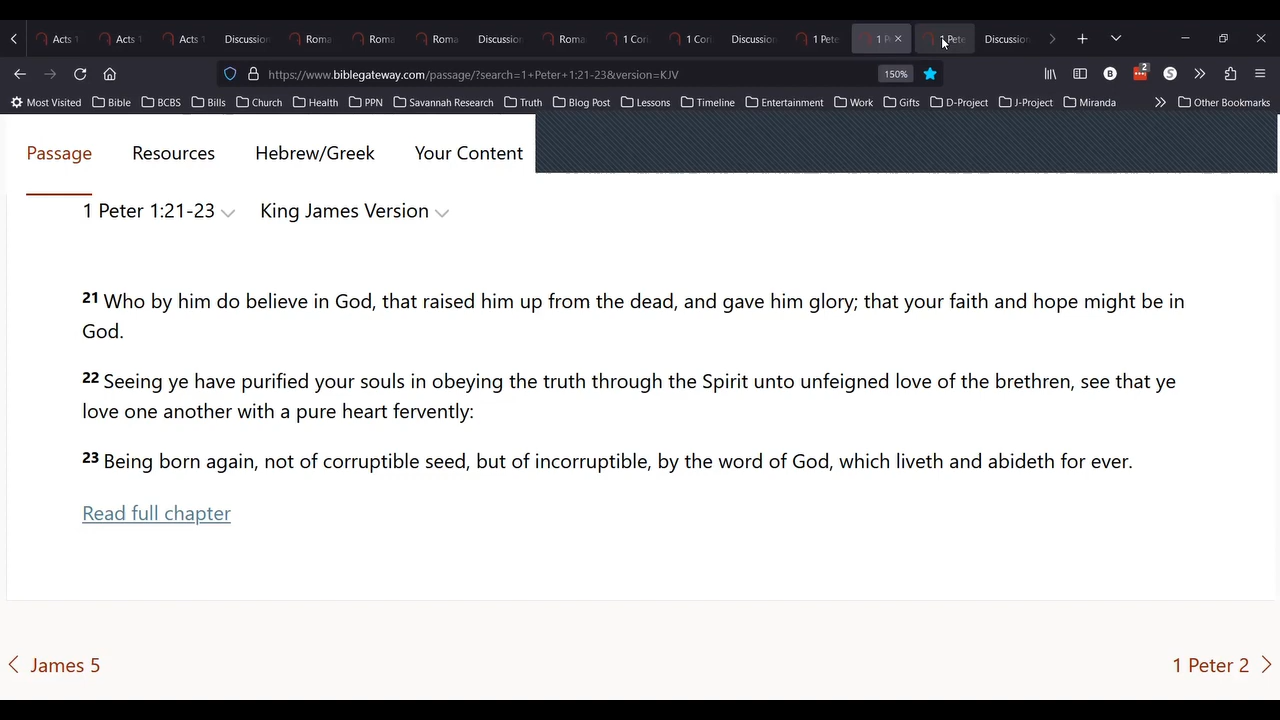 Acts 1
Acts 1
Acts 1
Discussion
Roma
Roma
Roma
Discussion
Roma
1 Cor
1 Cor
Discussion
1 Pete
1 Pe
1 Pete
Discussion
https://www.biblegateway.com/passage/?search=1+Peter+1:21-23&version=KJV
150%
B
2
S
Most Visited
Bible
BCBS
Bills
Church
Health
PPN
Savannah Research
Truth
Blog Post
Lessons
Timeline
Entertainment
Work
Gifts
D-Project
J-Project
Miranda
Other Bookmarks
Passage
Resources
Hebrew/Greek
Your Content
1 Peter 1:21-23
King James Version
21 Who by him do believe in God, that raised him up from the dead, and gave him glory; that your faith and hope might be in
God.
22 Seeing ye have purified your souls in obeying the truth through the Spirit unto unfeigned love of the brethren, see that ye
love one another with a pure heart fervently:
23 Being born again, not of corruptible seed, but of incorruptible, by the word of God, which liveth and abideth for ever.
Read full chapter
James 5
1 Peter 2